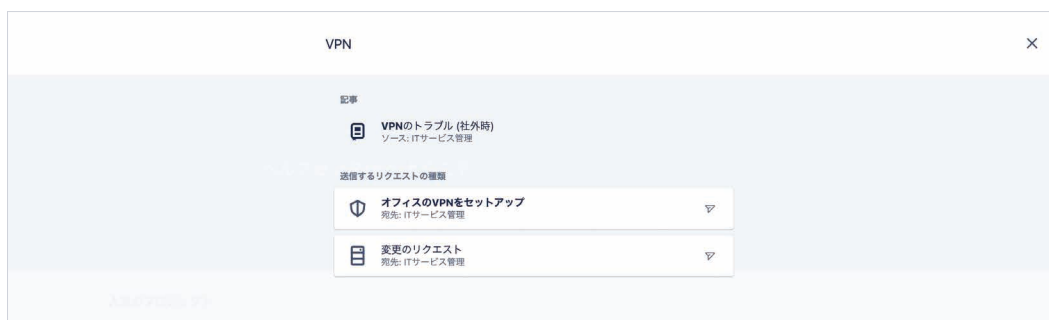 VPN
記事
VPNのトラブル (社外時)
ソース: ITサービス管理
送信するリクエストの種類
オフィスのVPNをセットアップ
宛先: ITサービス管理
変更のリクエスト
宛先: ITサービス管理